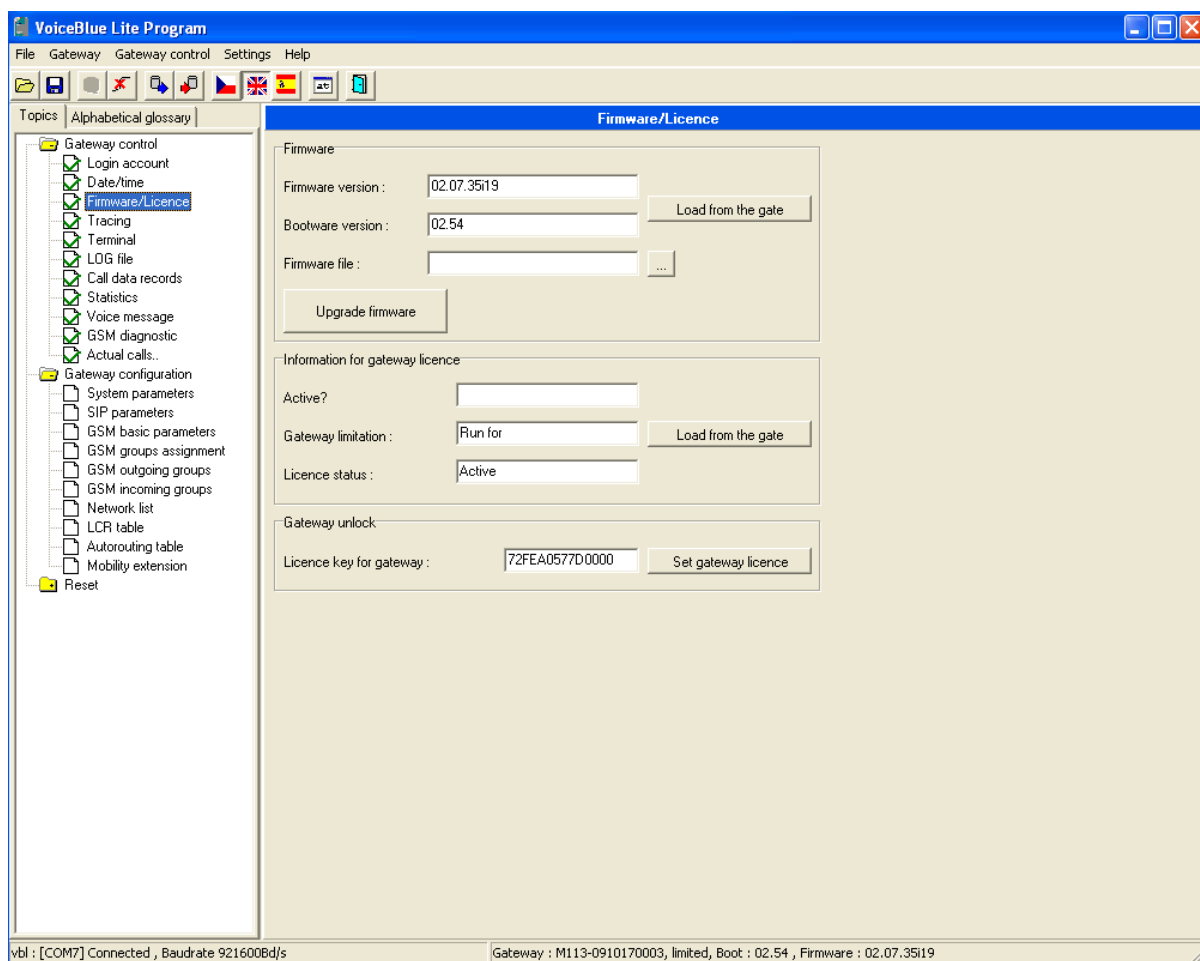 VoiceBlue Lite Program
File Gateway Gateway control Settings Help
Topics Alphabetical glossary
Firmware/Licence
Gateway control
Login account
Date/time
Firmware/Licence
Tracing
Terminal
LOG file
Call data records
Statistics
Voice message
GSM diagnostic
Actual calls..
Gateway configuration
System parameters
SIP parameters
GSM basic parameters
GSM groups assignment
GSM outgoing groups
GSM incoming groups
Network list
LCR table
Autorouting table
Mobility extension
Reset
Firmware
Firmware version : 02.07.35i19
Load from the gate
Bootware version : 02.54
Firmware file : ...
Upgrade firmware
Information for gateway licence
Active?
Gateway limitation : Run for Load from the gate
Licence status : Active
Gateway unlock
Licence key for gateway : 72FEA0577D0000 Set gateway licence
vbl : [COM7] Connected , Baudrate 921600Bd/s Gateway : M113-0910170003, limited, Boot : 02.54 , Firmware : 02.07.35i19